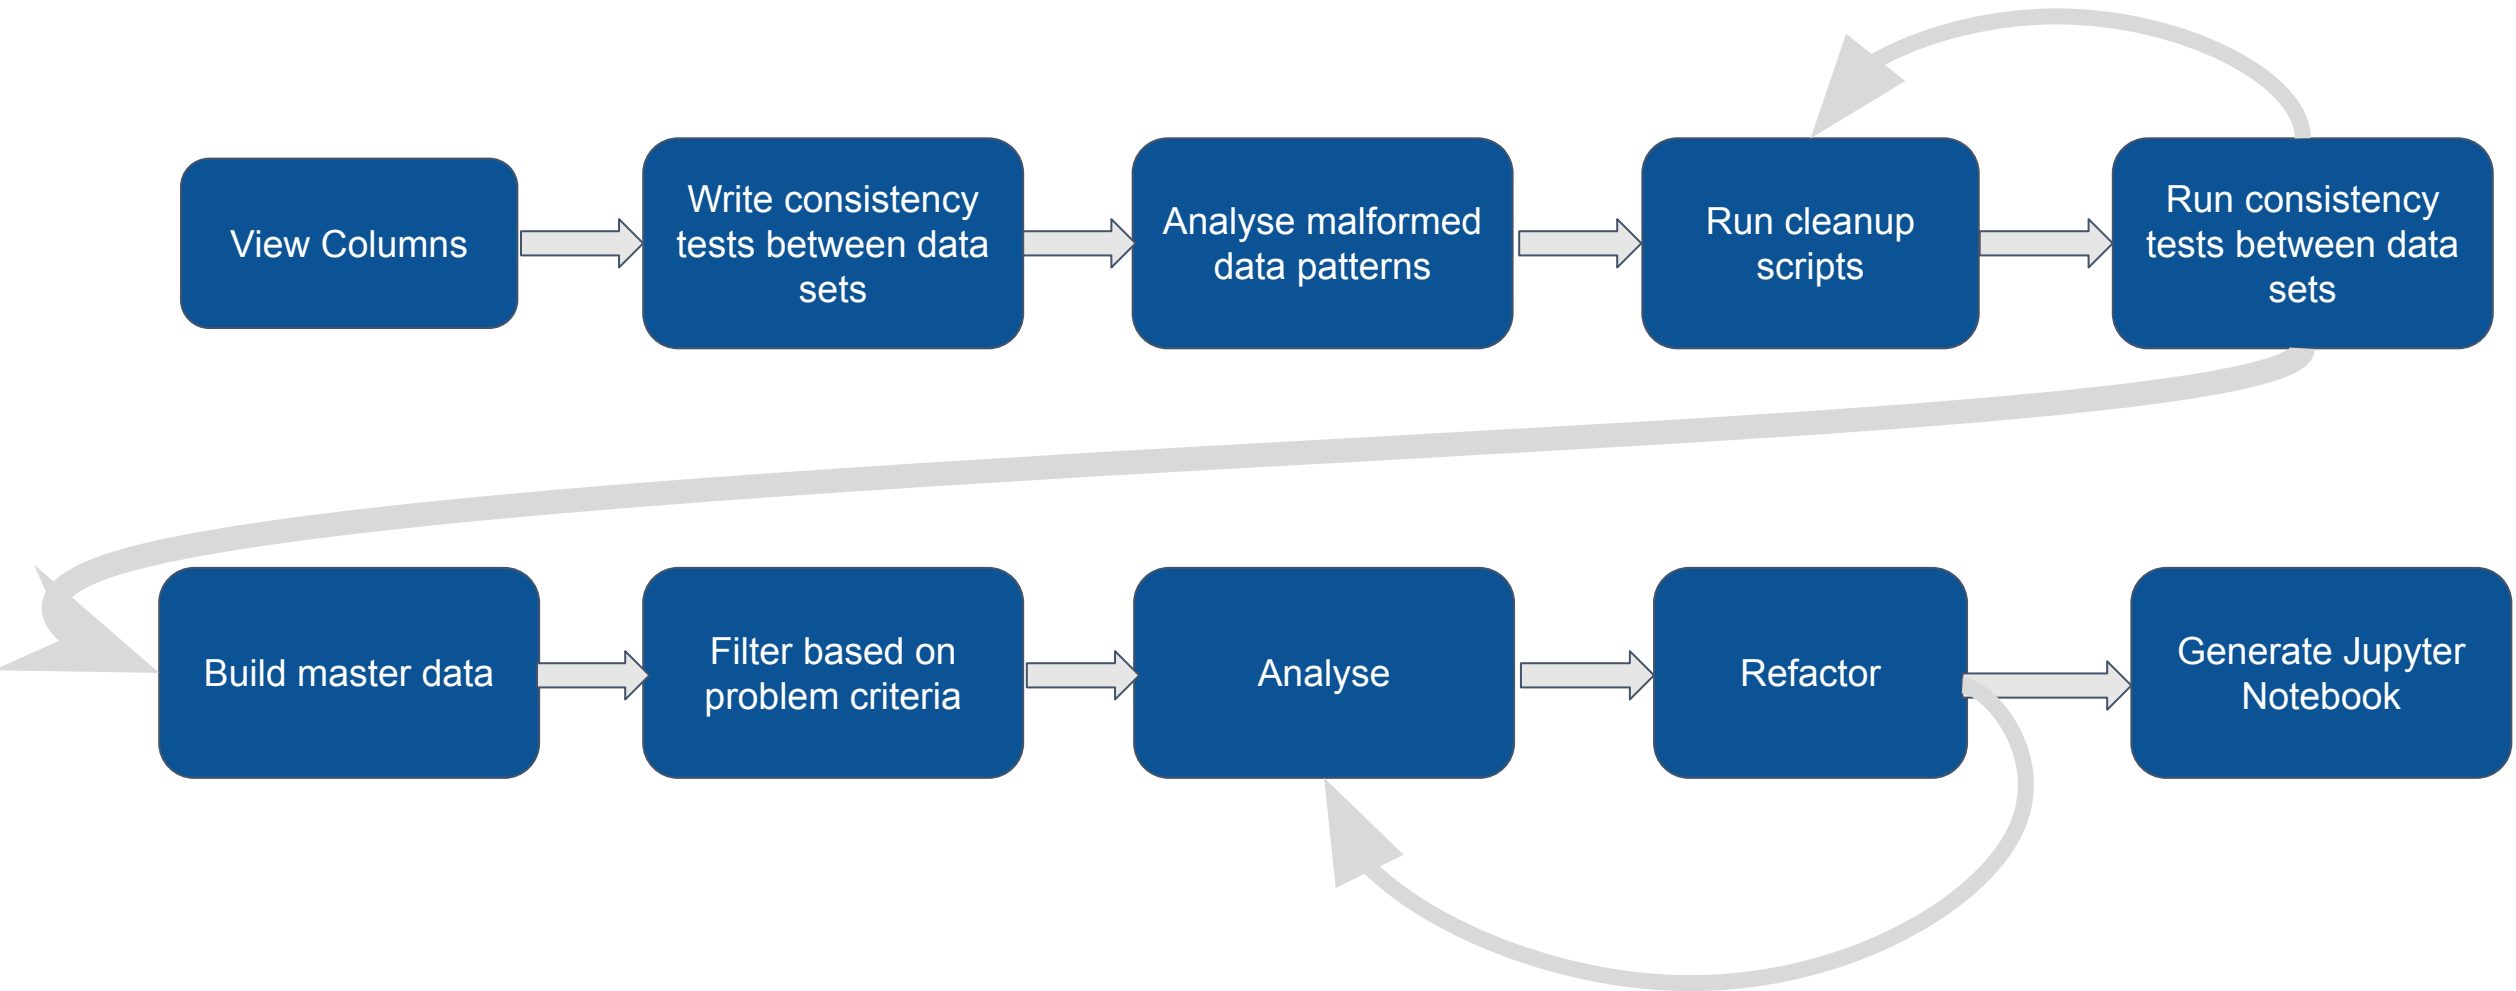 View Columns
Write consistency
tests between data
sets
Analyse malformed
data patterns
Run cleanup
scripts
Run consistency
tests between data
sets
Build master data
Filter based on
problem criteria
Analyse
Refactor
Generate Jupyter
Notebook